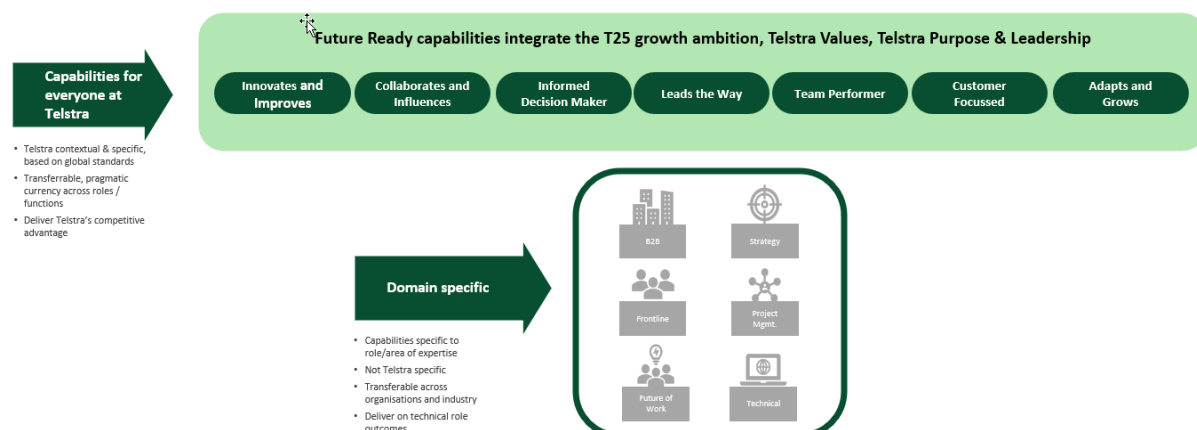 Future Ready capabilities integrate the T25 growth ambition, Telstra Values, Telstra Purpose & Leadership
Capabilities for
everyone at
Telstra
Innovates and
Improves
Collaborates and
Influences
Informed
Decision Maker
Leads the Way
Team Performer
Customer
Focussed
Adapts and
Grows
• Telstra contextual & specific,
based on global standards
• Transferrable, pragmatic
currency across roles /
functions
• Deliver Telstra's competitive
advantage
Domain specific
• Capabilities specific to
role/area of expertise
• Not Telstra specific
• Transferable across
organisations and industry
• Deliver on technical role
outcomes
B2B
Strategy
Frontline
Project
Mgmt.
Future of
Work
Technical